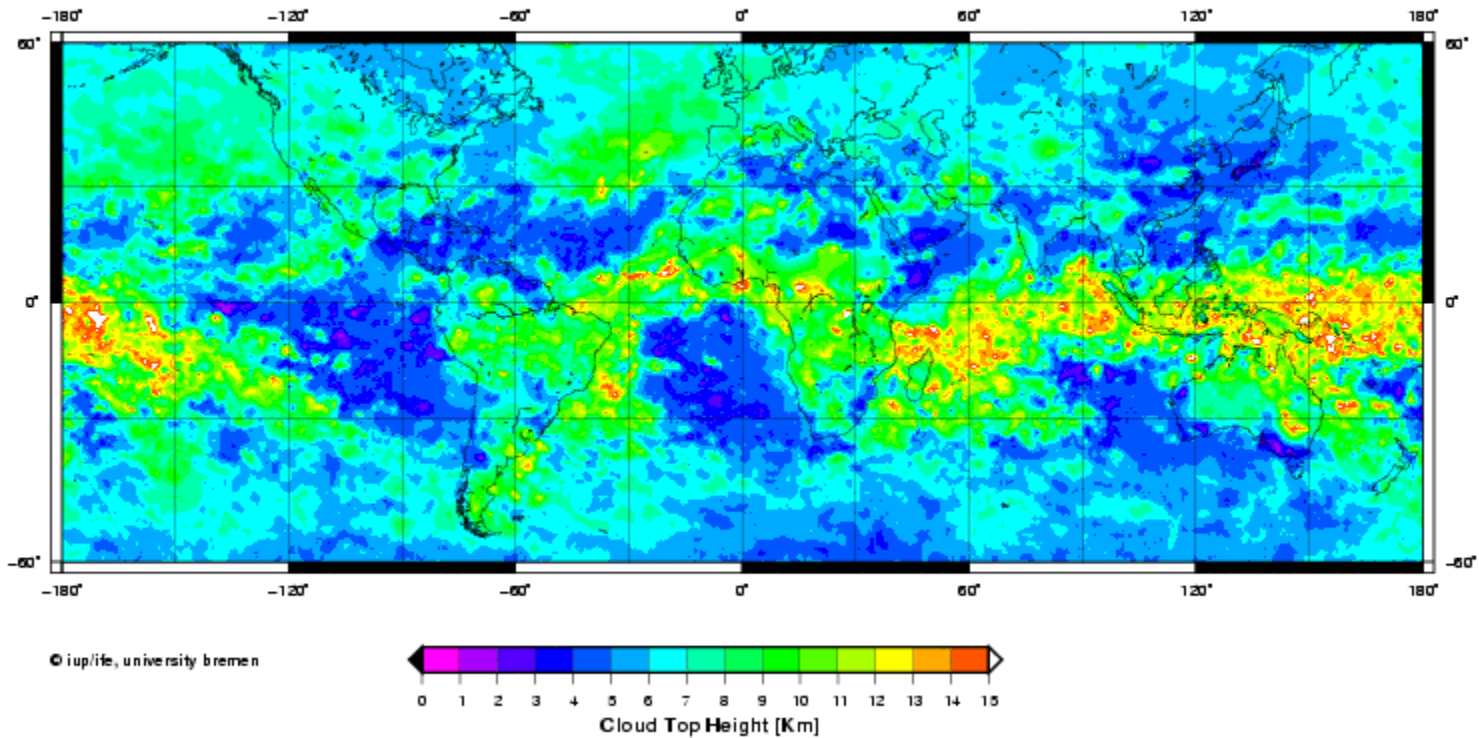 -180° -120° -60° 0° 60° 120° 180°
60° 60°
0° 0°
-60° -60°
-180° -120° -60° 0° 60° 120° 180°
© iup/ife, university bremen
0 1 2 3 4 5 6 7 8 9 10 11 12 13 14 15
Cloud Top Height [Km]